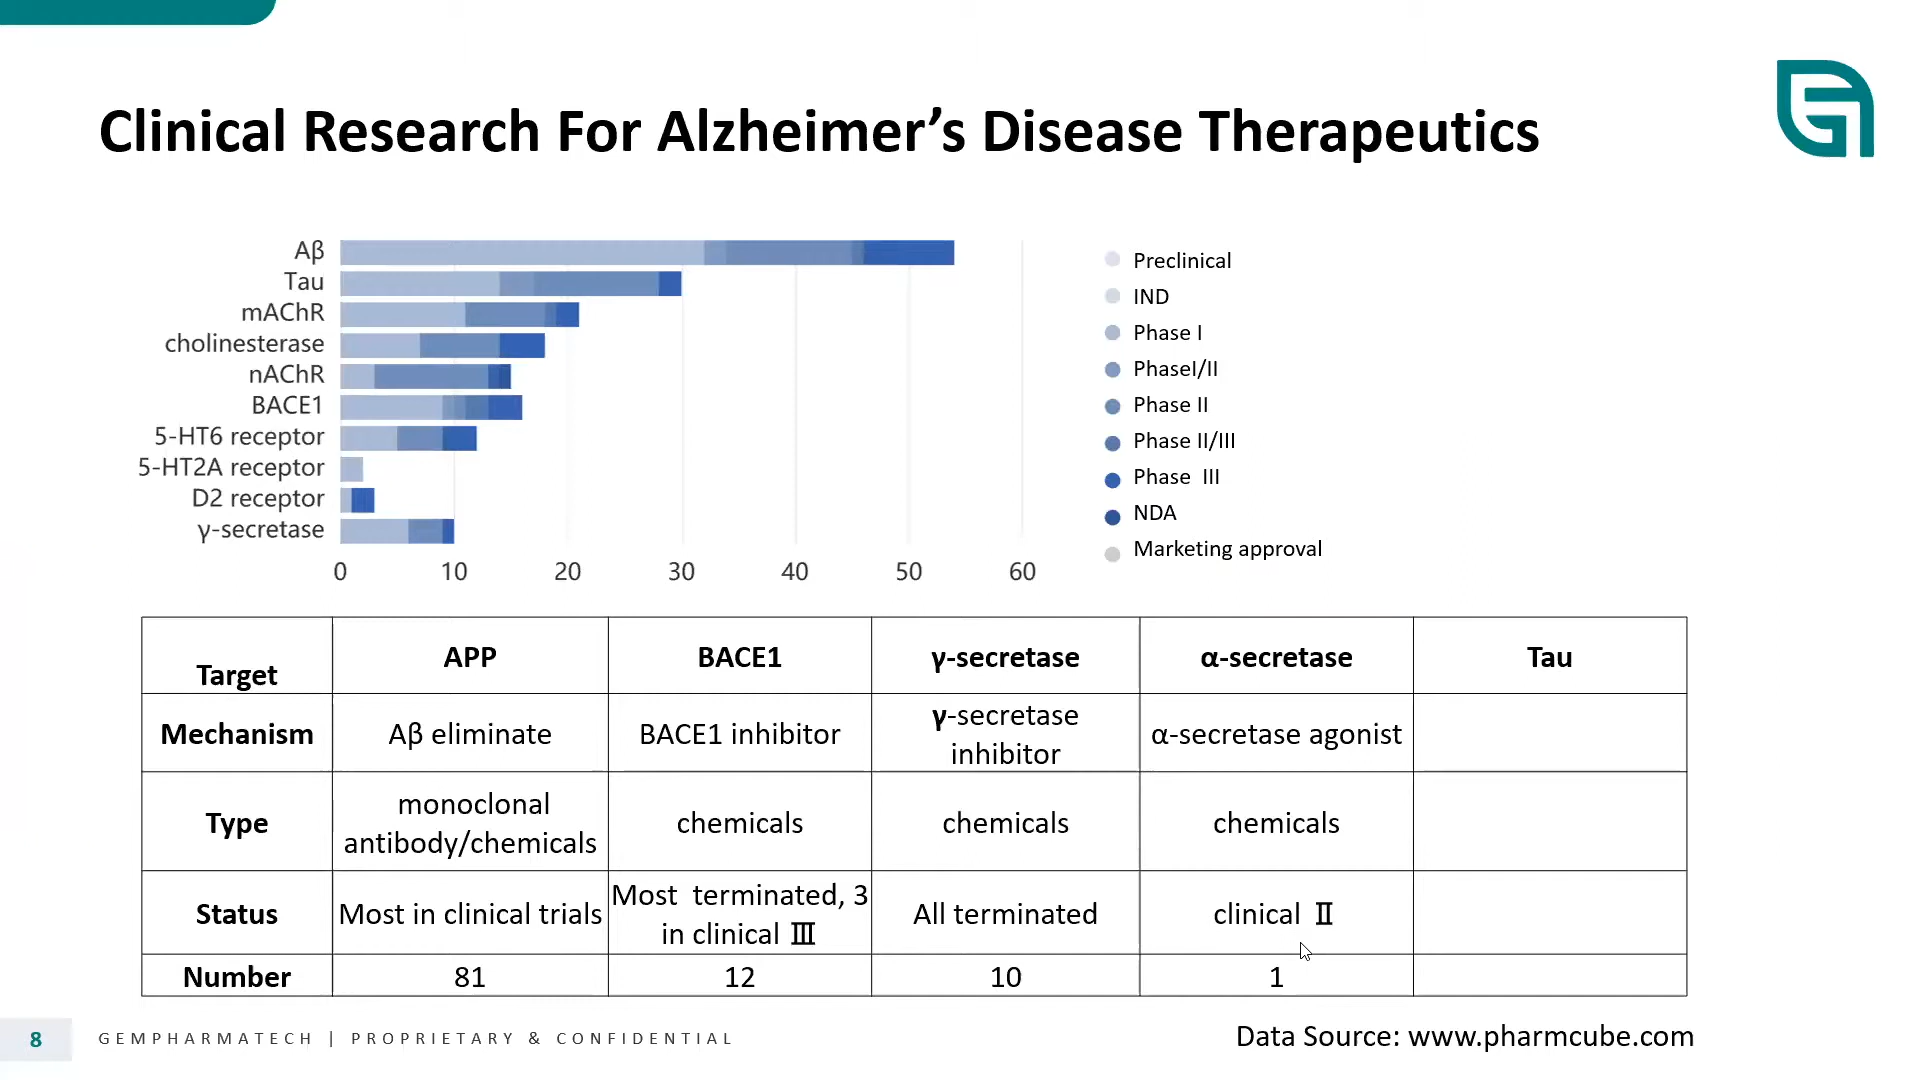 Clinical Research For Alzheimer’s Disease Therapeutics
Aβ
Tau
mAChR
cholinesterase
nAChR
BACE1
5-HT6 receptor
5-HT2A receptor
D2 receptor
γ-secretase
0 10 20 30 40 50 60
Preclinical
IND
Phase I
PhaseI/II
Phase II
Phase II/III
Phase III
NDA
Marketing approval
Target APP BACE1 γ-secretase α-secretase Tau
Mechanism Aβ eliminate BACE1 inhibitor γ-secretase inhibitor α-secretase agonist
Type monoclonal antibody/chemicals chemicals chemicals chemicals
Status Most in clinical trials Most terminated, 3 in clinical Ⅲ All terminated clinical Ⅱ
Number 81 12 10 1
8 GEMPHARMATECH | PROPRIETARY & CONFIDENTIAL
Data Source: www.pharmcube.com